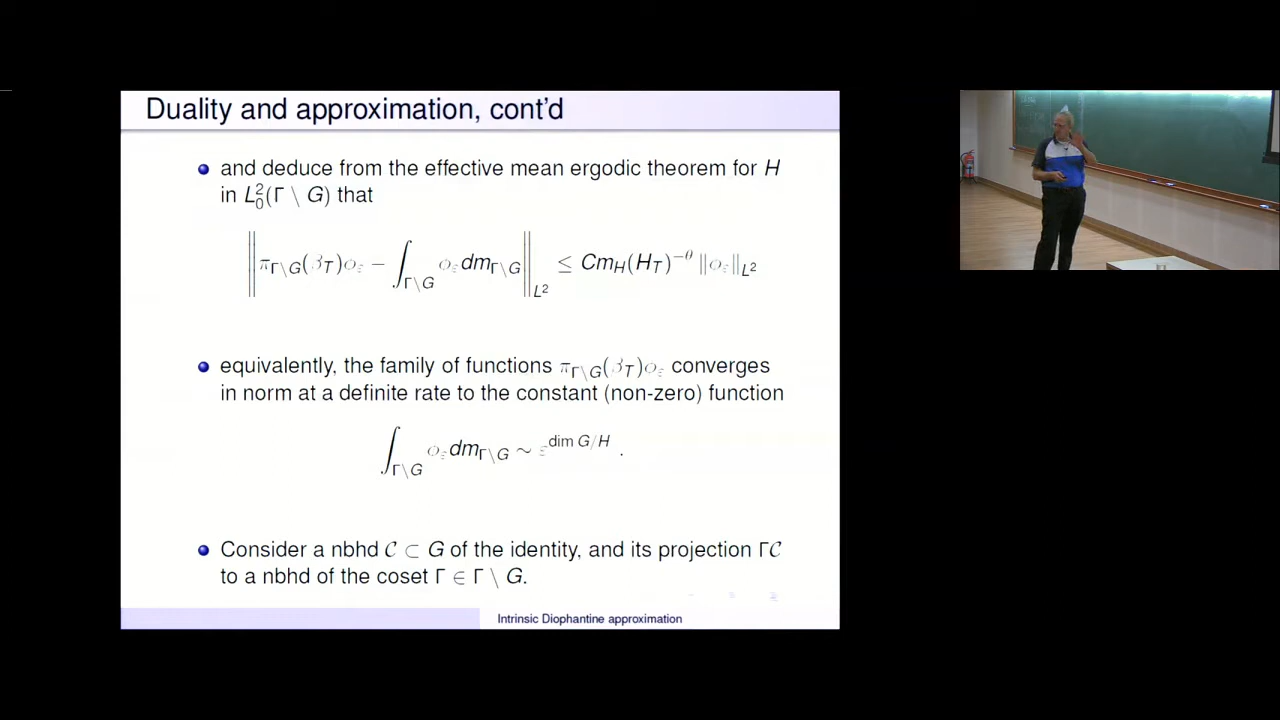 Duality and approximation, cont'd
and deduce from the effective mean ergodic theorem for H
in L²₀(Γ \ G) that
‖π_{Γ\G}(β_T)φ_ε − ∫_{Γ\G} φ_ε dm_{Γ\G}‖_{L²} ≤ Cm_H(H_T)^{−θ} ‖φ_ε‖_{L²}
equivalently, the family of functions π_{Γ\G}(β_T)φ_ε converges
in norm at a definite rate to the constant (non-zero) function
∫_{Γ\G} φ_ε dm_{Γ\G} ∼ ε^{dim G/H} .
Consider a nbhd 𝒞 ⊂ G of the identity, and its projection Γ𝒞
to a nbhd of the coset Γ ∈ Γ \ G.
Intrinsic Diophantine approximation